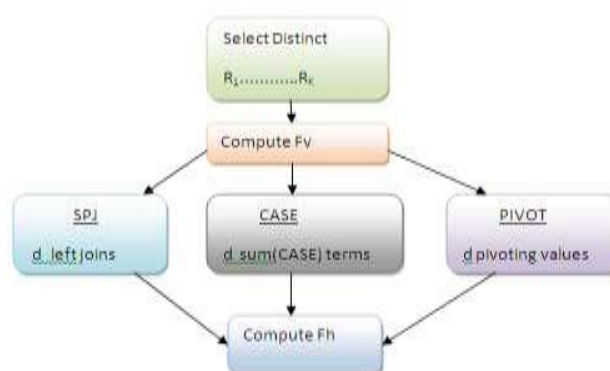 Select Distinct
R₁............Rₖ
Compute Fv
SPJ
d left joins
CASE
d sum(CASE) terms
PIVOT
d pivoting values
Compute Fh